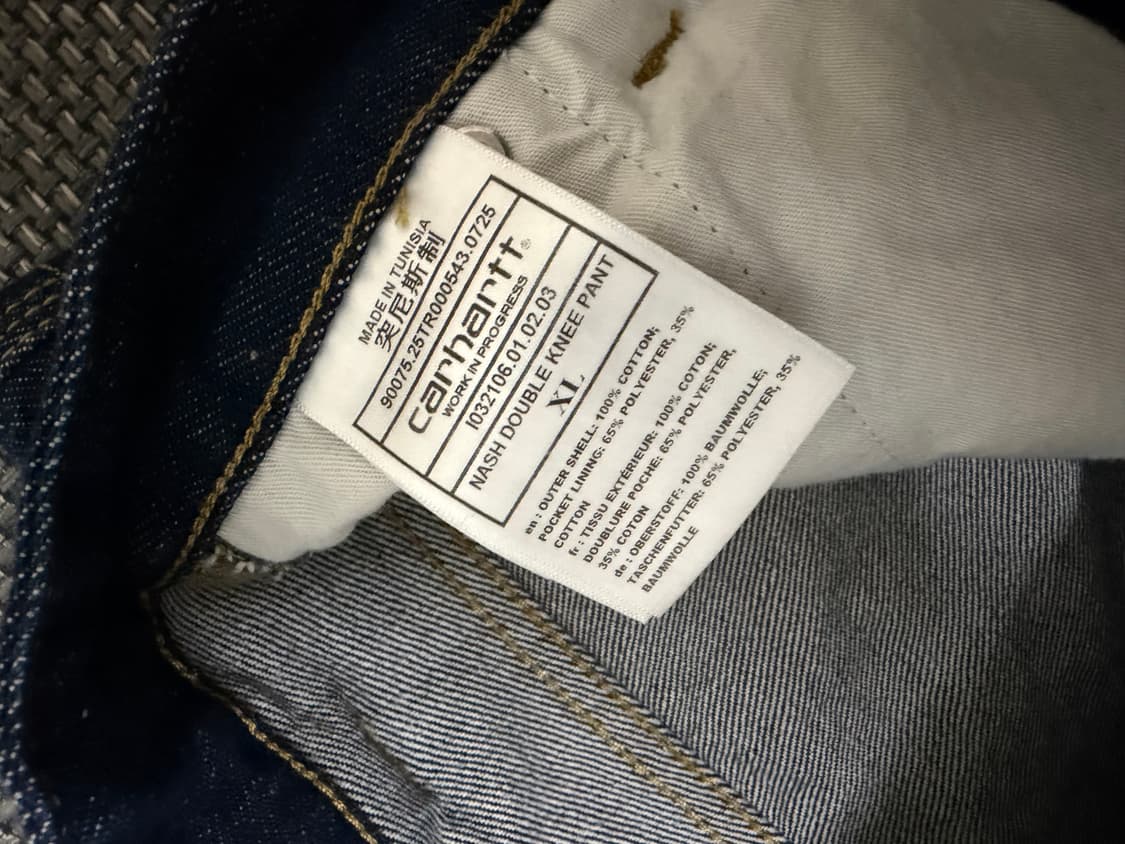 MADE IN TUNISIA
突尼斯制
90075.25TR000543.0725
carhartt®
WORK IN PROGRESS
I032106.01.02.03
NASH DOUBLE KNEE PANT
XL
en : OUTER SHELL: 100% COTTON;
POCKET LINING: 65% POLYESTER, 35%
COTTON
fr : TISSU EXTÉRIEUR: 100% COTON;
DOUBLURE POCHE: 65% POLYESTER,
35% COTON
de : OBERSTOFF: 100% BAUMWOLLE;
TASCHENFUTTER: 65% POLYESTER, 35%
BAUMWOLLE